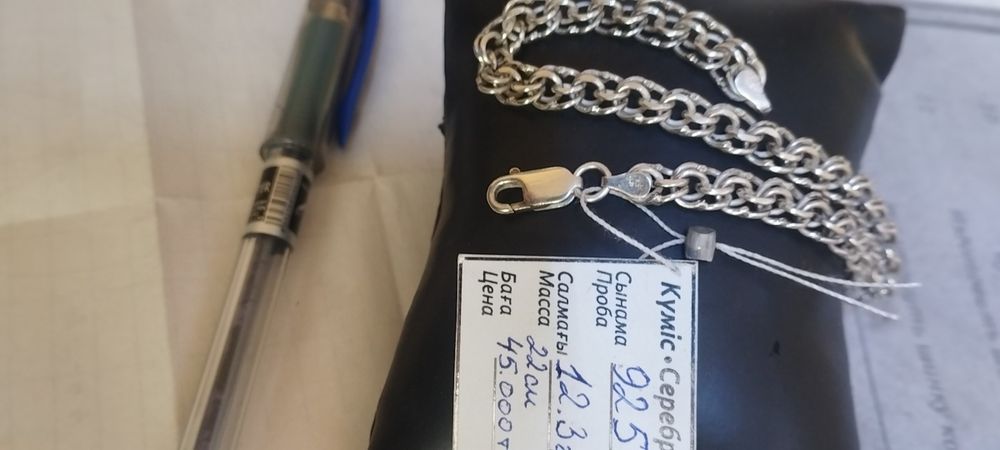 Күміс • Серебр
Сынама
Проба 925
Салмағы
Масса 12.3г
22см
Баға
Цена 45.000т